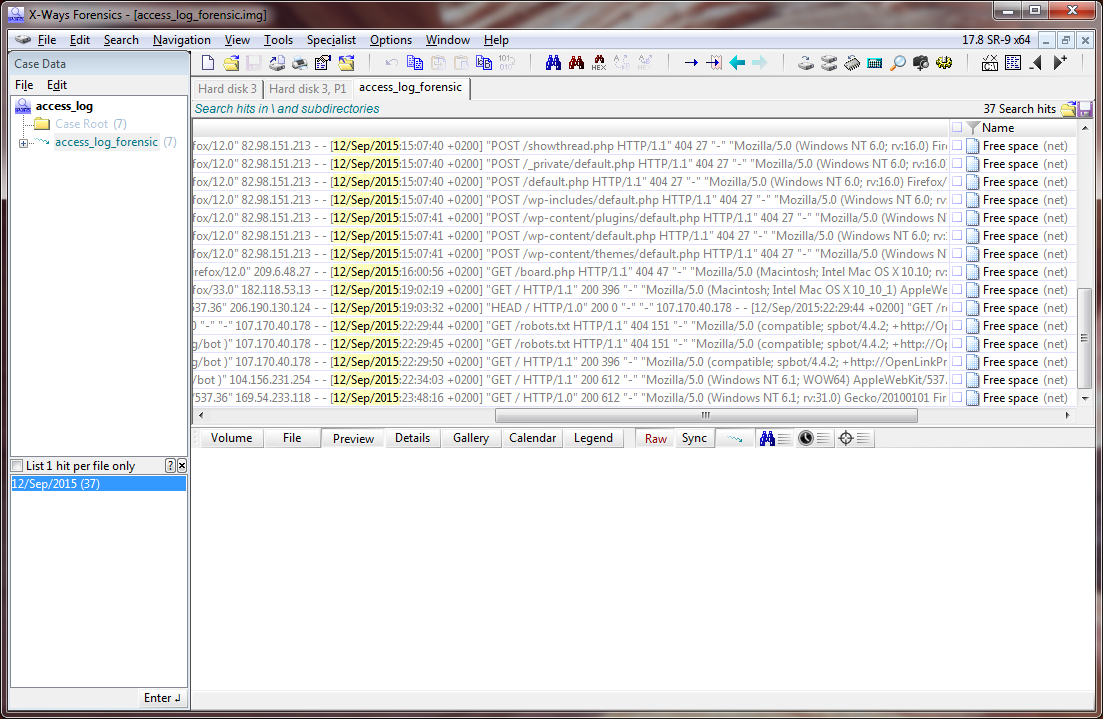 X-Ways Forensics - [access_log_forensic.img]
File Edit Search Navigation View Tools Specialist Options Window Help 17.8 SR-9 x64
Case Data
File Edit
access_log
Case Root (7)
access_log_forensic (7)
Hard disk 3 Hard disk 3, P1 access_log_forensic
Search hits in \ and subdirectories 37 Search hits
Name
fox/12.0" 82.98.151.213 - - [12/Sep/2015:15:07:40 +0200] "POST /showthread.php HTTP/1.1" 404 27 "-" "Mozilla/5.0 (Windows NT 6.0; rv:16.0) Fire Free space (net)
fox/12.0" 82.98.151.213 - - [12/Sep/2015:15:07:40 +0200] "POST /_private/default.php HTTP/1.1" 404 27 "-" "Mozilla/5.0 (Windows NT 6.0; rv:16.0) Free space (net)
fox/12.0" 82.98.151.213 - - [12/Sep/2015:15:07:40 +0200] "POST /default.php HTTP/1.1" 404 27 "-" "Mozilla/5.0 (Windows NT 6.0; rv:16.0) Firefox/ Free space (net)
fox/12.0" 82.98.151.213 - - [12/Sep/2015:15:07:40 +0200] "POST /wp-includes/default.php HTTP/1.1" 404 27 "-" "Mozilla/5.0 (Windows NT 6.0; rv:1 Free space (net)
fox/12.0" 82.98.151.213 - - [12/Sep/2015:15:07:41 +0200] "POST /wp-content/plugins/default.php HTTP/1.1" 404 27 "-" "Mozilla/5.0 (Windows N Free space (net)
fox/12.0" 82.98.151.213 - - [12/Sep/2015:15:07:41 +0200] "POST /wp-content/default.php HTTP/1.1" 404 27 "-" "Mozilla/5.0 (Windows NT 6.0; rv: Free space (net)
fox/12.0" 82.98.151.213 - - [12/Sep/2015:15:07:41 +0200] "POST /wp-content/themes/default.php HTTP/1.1" 404 27 "-" "Mozilla/5.0 (Windows N Free space (net)
irefox/12.0" 209.6.48.27 - - [12/Sep/2015:16:00:56 +0200] "GET /board.php HTTP/1.1" 404 47 "-" "Mozilla/5.0 (Macintosh; Intel Mac OS X 10.10; rv: Free space (net)
fox/33.0" 182.118.53.13 - - [12/Sep/2015:19:02:19 +0200] "GET / HTTP/1.1" 200 396 "-" "Mozilla/5.0 (Macintosh; Intel Mac OS X 10_10_1) AppleWe Free space (net)
537.36" 206.190.130.124 - - [12/Sep/2015:19:03:32 +0200] "HEAD / HTTP/1.0" 200 0 "-" "-" 107.170.40.178 - - [12/Sep/2015:22:29:44 +0200] "GET /ro Free space (net)
0 "-" "-" 107.170.40.178 - - [12/Sep/2015:22:29:44 +0200] "GET /robots.txt HTTP/1.1" 404 151 "-" "Mozilla/5.0 (compatible; spbot/4.4.2; +http://Op Free space (net)
g/bot )" 107.170.40.178 - - [12/Sep/2015:22:29:45 +0200] "GET /robots.txt HTTP/1.1" 404 151 "-" "Mozilla/5.0 (compatible; spbot/4.4.2; +http://Op Free space (net)
g/bot )" 107.170.40.178 - - [12/Sep/2015:22:29:50 +0200] "GET / HTTP/1.1" 200 396 "-" "Mozilla/5.0 (compatible; spbot/4.4.2; +http://OpenLinkPr Free space (net)
/bot )" 104.156.231.254 - - [12/Sep/2015:22:34:03 +0200] "GET / HTTP/1.1" 200 612 "-" "Mozilla/5.0 (Windows NT 6.1; WOW64) AppleWebKit/537. Free space (net)
/537.36" 169.54.233.118 - - [12/Sep/2015:23:48:16 +0200] "GET / HTTP/1.0" 200 612 "-" "Mozilla/5.0 (Windows NT 6.1; rv:31.0) Gecko/20100101 Fire Free space (net)
Volume File Preview Details Gallery Calendar Legend Raw Sync
List 1 hit per file only ? x
12/Sep/2015 (37)
Enter ↲